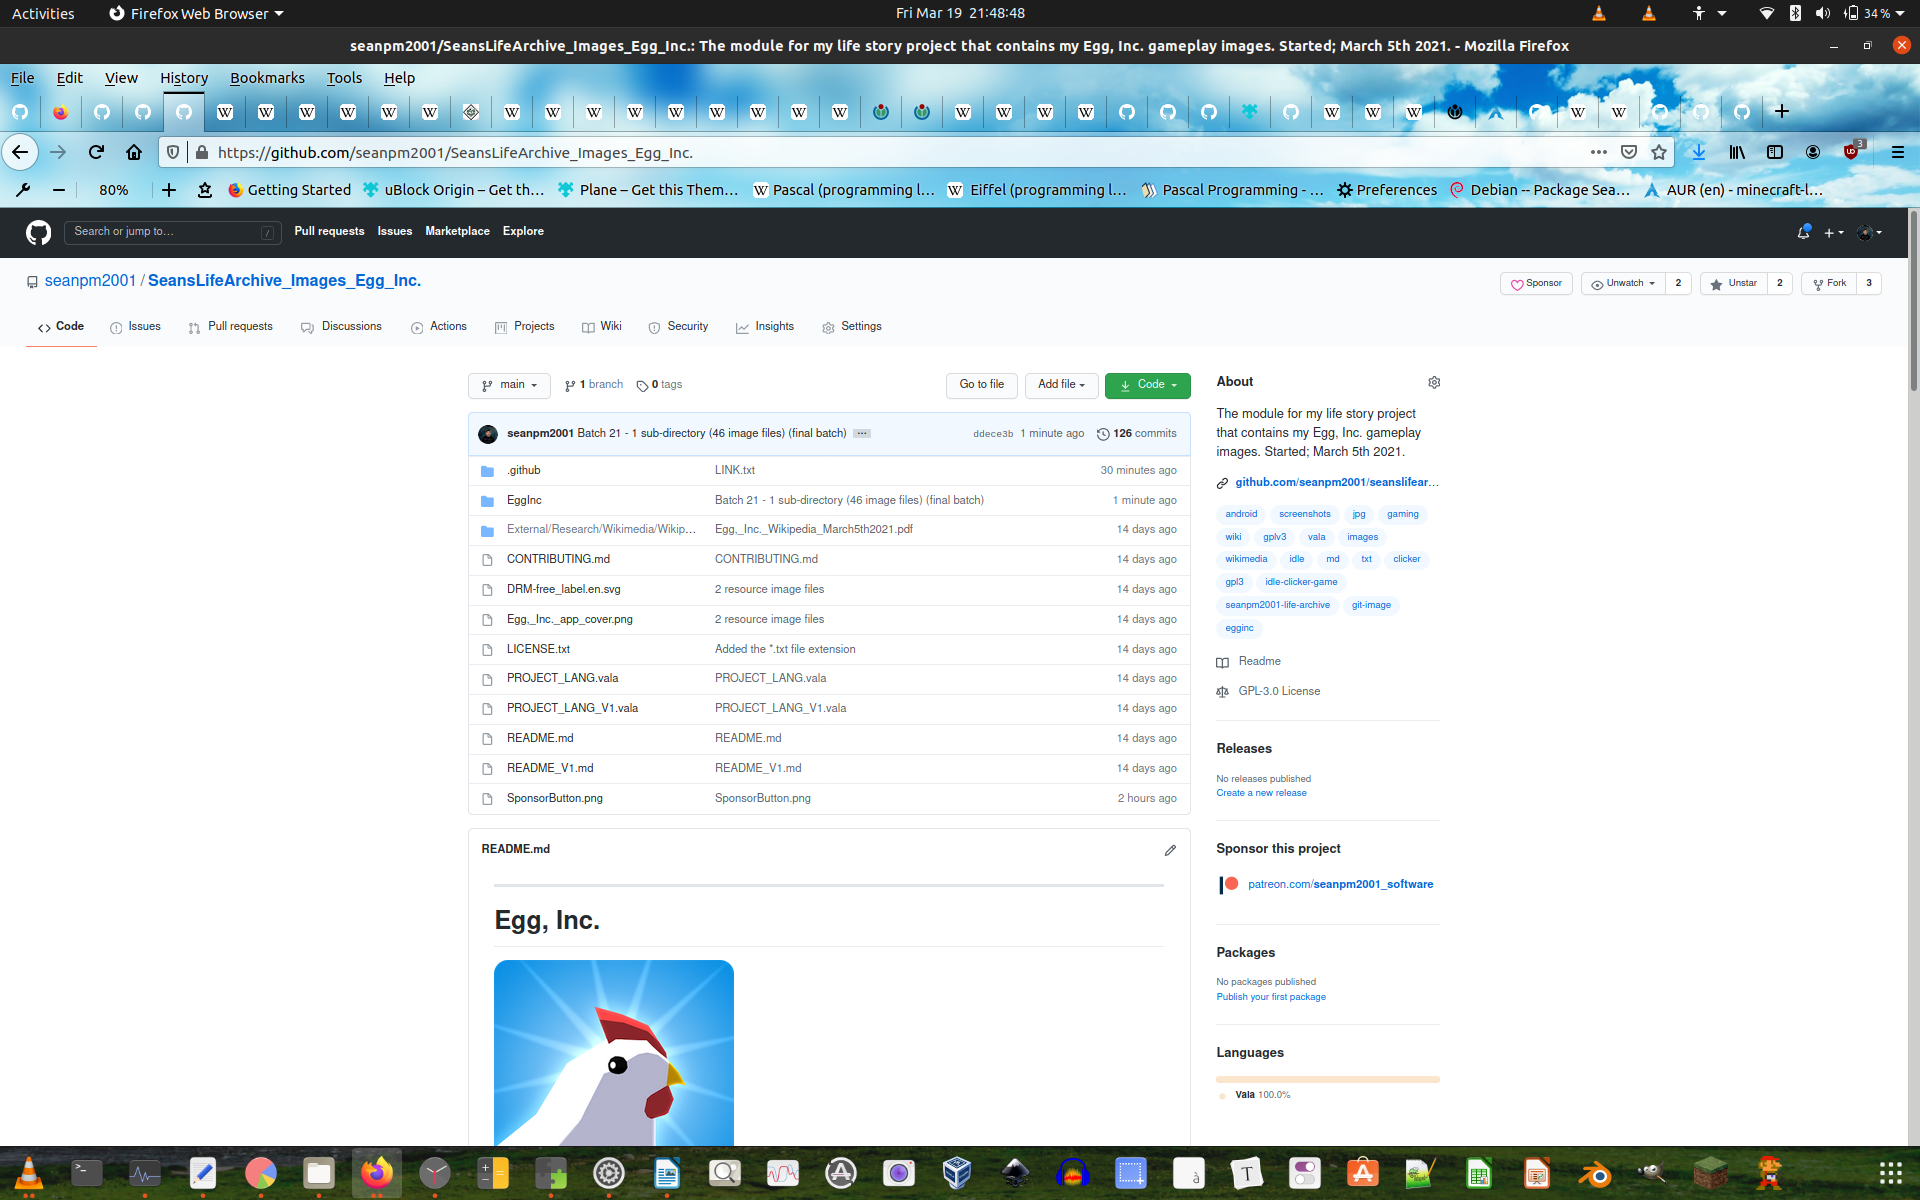 Activities Firefox Web Browser Fri Mar 19 21:48:48 34 %
seanpm2001/SeansLifeArchive_Images_Egg_Inc.: The module for my life story project that contains my Egg, Inc. gameplay images. Started; March 5th 2021. - Mozilla Firefox
File Edit View History Bookmarks Tools Help
https://github.com/seanpm2001/SeansLifeArchive_Images_Egg_Inc.
3
80% Getting Started uBlock Origin – Get th… Plane – Get this Them… Pascal (programming l… Eiffel (programming l… Pascal Programming - … Preferences Debian -- Package Sea… AUR (en) - minecraft-l…
Search or jump to… / Pull requests Issues Marketplace Explore
seanpm2001 / SeansLifeArchive_Images_Egg_Inc. Sponsor Unwatch 2 Unstar 2 Fork 3
Code Issues Pull requests Discussions Actions Projects Wiki Security Insights Settings
main 1 branch 0 tags Go to file Add file Code
seanpm2001 Batch 21 - 1 sub-directory (46 image files) (final batch) ddece3b 1 minute ago 126 commits
.github LINK.txt 30 minutes ago
EggInc Batch 21 - 1 sub-directory (46 image files) (final batch) 1 minute ago
External/Research/Wikimedia/Wikip… Egg,_Inc._Wikipedia_March5th2021.pdf 14 days ago
CONTRIBUTING.md CONTRIBUTING.md 14 days ago
DRM-free_label.en.svg 2 resource image files 14 days ago
Egg,_Inc._app_cover.png 2 resource image files 14 days ago
LICENSE.txt Added the *.txt file extension 14 days ago
PROJECT_LANG.vala PROJECT_LANG.vala 14 days ago
PROJECT_LANG_V1.vala PROJECT_LANG_V1.vala 14 days ago
README.md README.md 14 days ago
README_V1.md README_V1.md 14 days ago
SponsorButton.png SponsorButton.png 2 hours ago
README.md
Egg, Inc.
About
The module for my life story project
that contains my Egg, Inc. gameplay
images. Started; March 5th 2021.
github.com/seanpm2001/seanslifear…
android screenshots jpg gaming
wiki gplv3 vala images
wikimedia idle md txt clicker
gpl3 idle-clicker-game
seanpm2001-life-archive git-image
egginc
Readme
GPL-3.0 License
Releases
No releases published
Create a new release
Sponsor this project
patreon.com/seanpm2001_software
Packages
No packages published
Publish your first package
Languages
Vala 100.0%